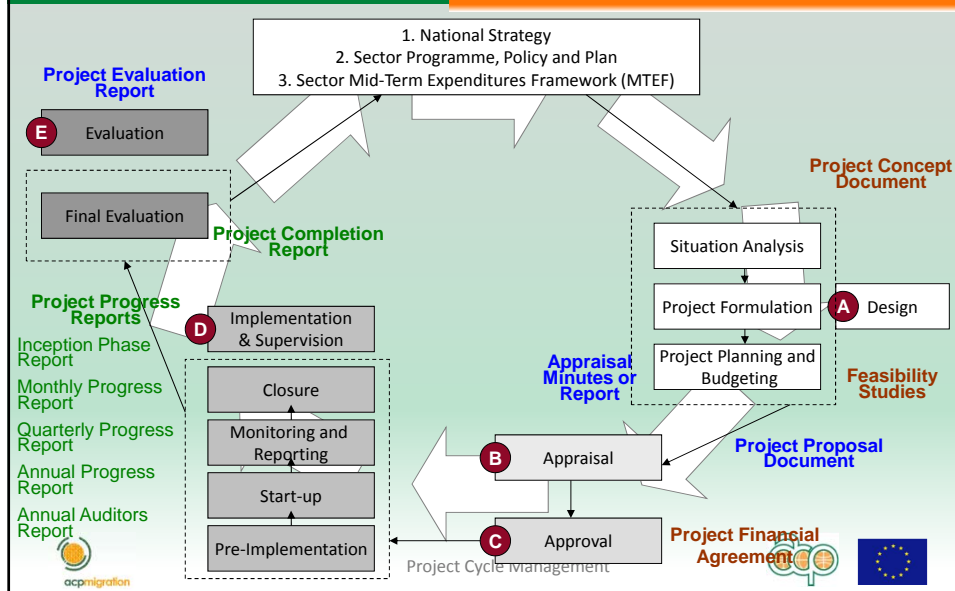 1. National Strategy
2. Sector Programme, Policy and Plan
3. Sector Mid-Term Expenditures Framework (MTEF)
Project Evaluation
Report
E
Evaluation
Final Evaluation
Project Completion
Report
Project Concept
Document
Situation Analysis
Project Formulation
A
Design
Project Planning and
Budgeting
Feasibility
Studies
Appraisal
Minutes or
Report
Project Proposal
Document
Project Progress
Reports
Inception Phase
Report
Monthly Progress
Report
Quarterly Progress
Report
Annual Progress
Report
Annual Auditors
Report
D
Implementation
& Supervision
Closure
Monitoring and
Reporting
Start-up
Pre-Implementation
B
Appraisal
C
Approval
Project Financial
Agreement
Project Cycle Management
acpmigration
acp